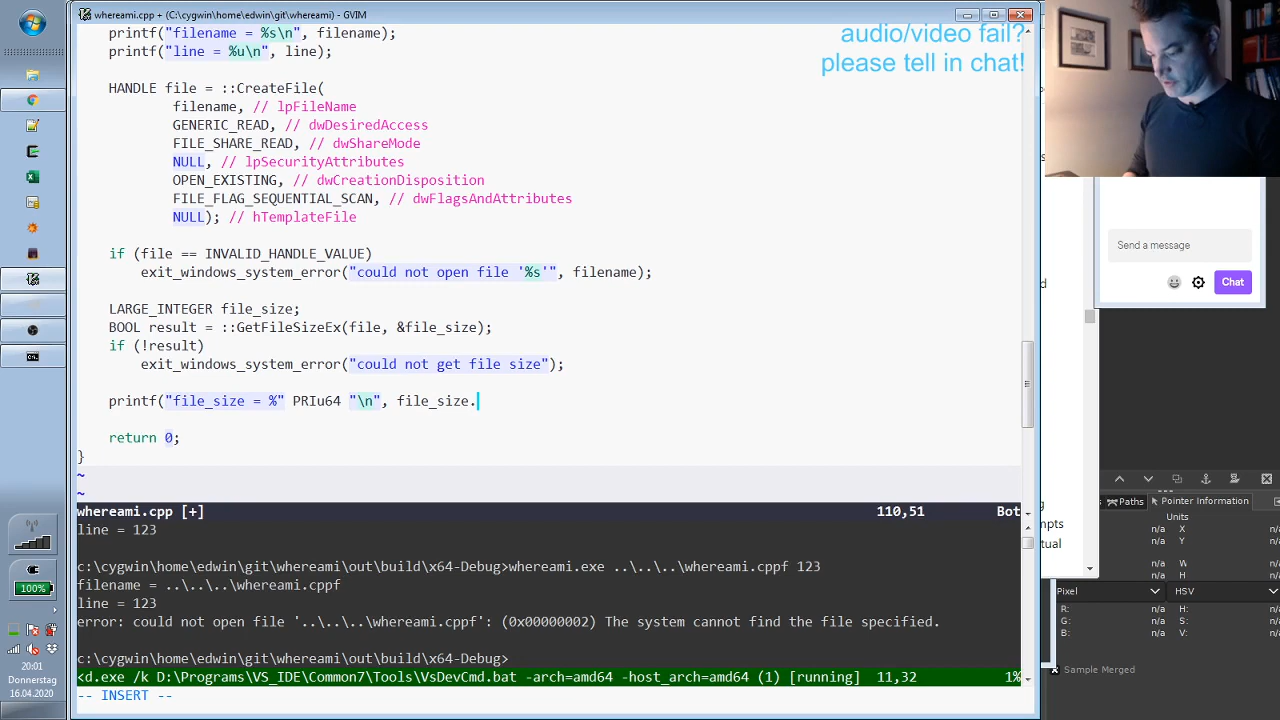 whereami.cpp + (C:\cygwin\home\edwin\git\whereami) - GVIM
printf("filename = %s\n", filename);
printf("line = %u\n", line);
HANDLE file = ::CreateFile(
filename, // lpFileName
GENERIC_READ, // dwDesiredAccess
FILE_SHARE_READ, // dwShareMode
NULL, // lpSecurityAttributes
OPEN_EXISTING, // dwCreationDisposition
FILE_FLAG_SEQUENTIAL_SCAN, // dwFlagsAndAttributes
NULL); // hTemplateFile
if (file == INVALID_HANDLE_VALUE)
exit_windows_system_error("could not open file '%s'", filename);
LARGE_INTEGER file_size;
BOOL result = ::GetFileSizeEx(file, &file_size);
if (!result)
exit_windows_system_error("could not get file size");
printf("file_size = %" PRIu64 "\n", file_size.
return 0;
}
~
~
whereami.cpp [+] 110,51 Bot
line = 123
c:\cygwin\home\edwin\git\whereami\out\build\x64-Debug>whereami.exe ..\..\..\whereami.cppf 123
filename = ..\..\..\whereami.cppf
line = 123
error: could not open file '..\..\..\whereami.cppf': (0x00000002) The system cannot find the file specified.
c:\cygwin\home\edwin\git\whereami\out\build\x64-Debug>
<d.exe /k D:\Programs\VS_IDE\Common7\Tools\VsDevCmd.bat -arch=amd64 -host_arch=amd64 (1) [running] 11,32 1%
-- INSERT --
audio/video fail?
please tell in chat!
Send a message
Chat
Paths
Pointer Information
Units
n/a X n/a
n/a Y n/a
n/a W n/a
n/a H n/a
Pixel HSV
R: n/a H: n/a
G: n/a S: n/a
B: n/a V: n/a
Sample Merged
mpts
tual
100%
20:01
Donnerstag
16.04.2020